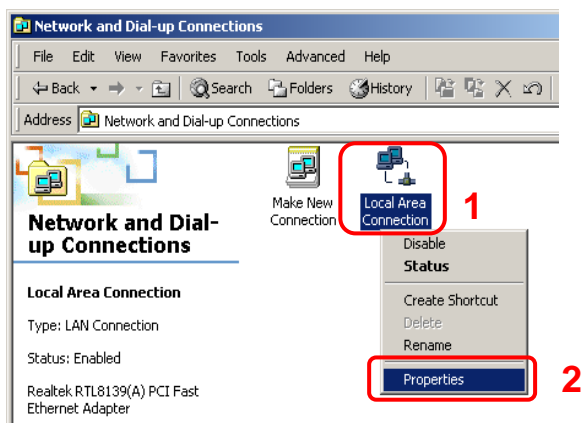 Network and Dial-up Connections
File Edit View Favorites Tools Advanced Help
Back Search Folders History
Address Network and Dial-up Connections
Make New
Connection
Local Area
Connection
1
Network and Dial-
up Connections
Disable
Status
Create Shortcut
Delete
Rename
Properties
2
Local Area Connection
Type: LAN Connection
Status: Enabled
Realtek RTL8139(A) PCI Fast
Ethernet Adapter